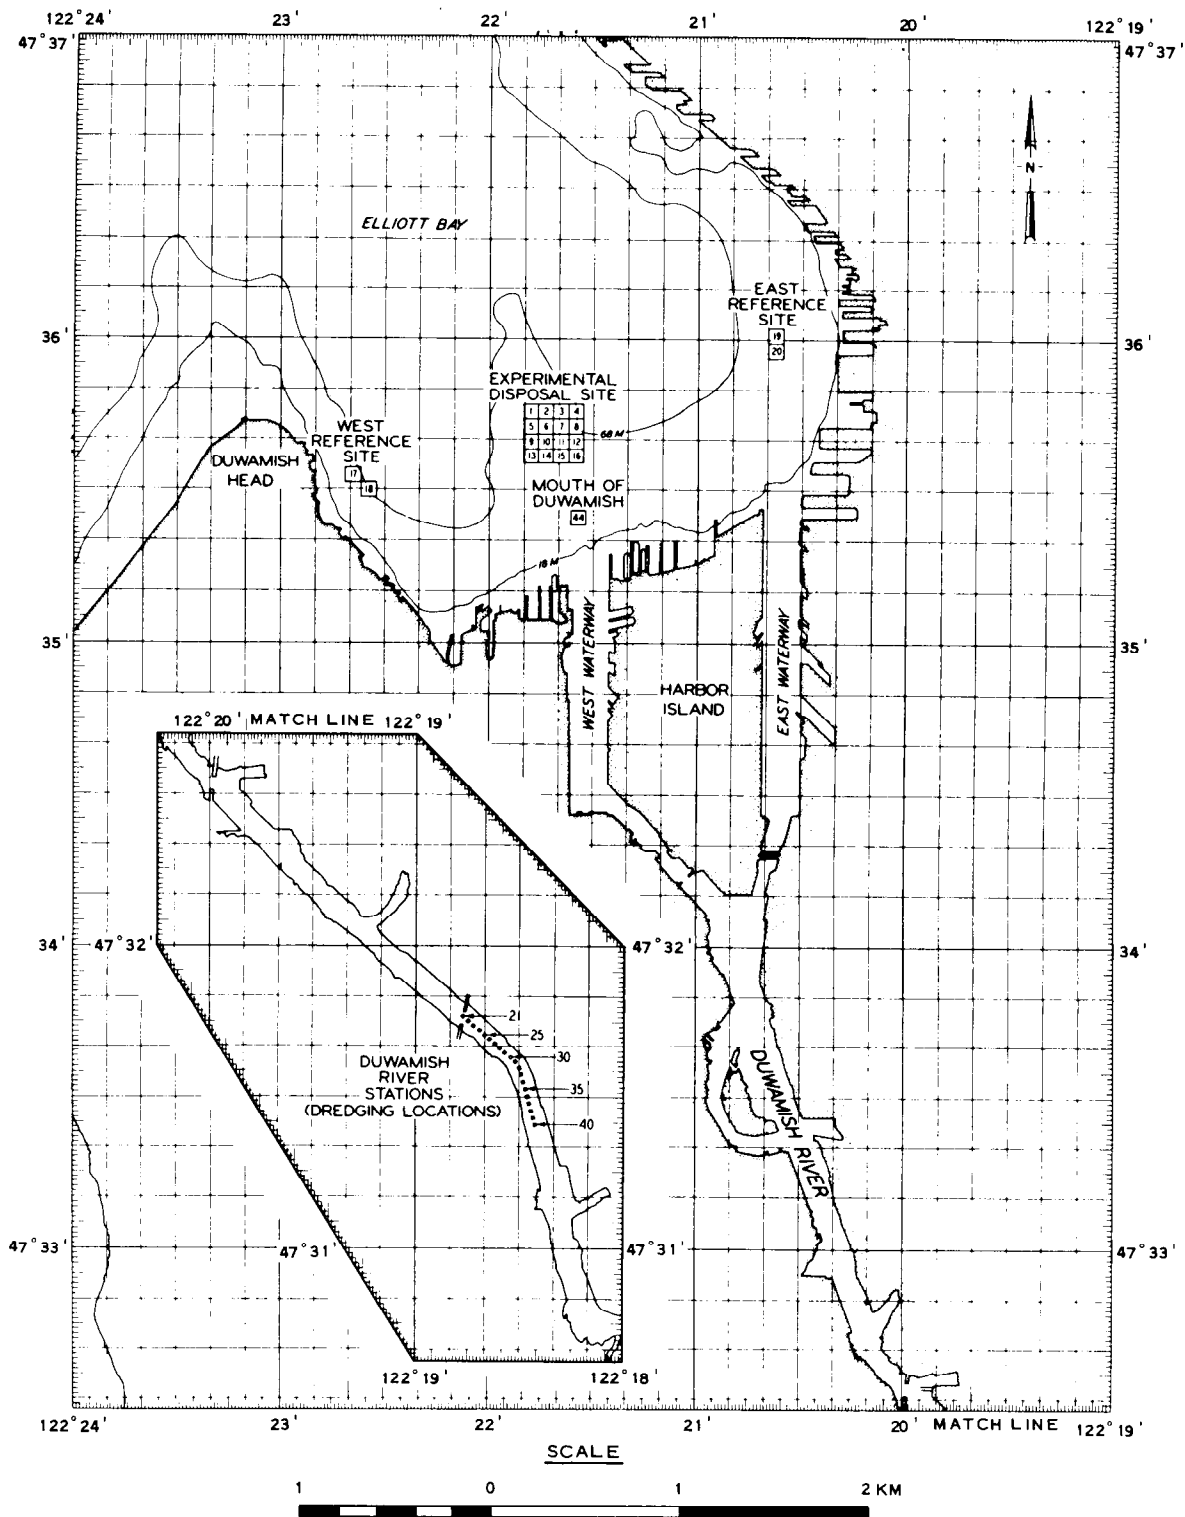 122°24' 23' 22' 21' 20' 122°19'
47°37' 47°37'
N
ELLIOTT BAY
EAST
REFERENCE
SITE
19
20
36' 36'
EXPERIMENTAL
DISPOSAL SITE
1 2 3 4
5 6 7 8
9 10 11 12
13 14 15 16
68 M
WEST
REFERENCE
SITE
17
18
DUWAMISH
HEAD
MOUTH OF
DUWAMISH
44
18 M
35' 35'
WEST WATERWAY
HARBOR
ISLAND
EAST WATERWAY
122°20' MATCH LINE 122°19'
34' 47°32' 47°32' 34'
21
25
30
35
40
DUWAMISH
RIVER
STATIONS
(DREDGING LOCATIONS)
DUWAMISH RIVER
47°33' 47°31' 47°31' 47°33'
122°19' 122°18'
122°24' 23' 22' 21' 20' MATCH LINE 122°19'
SCALE
1 0 1 2 KM